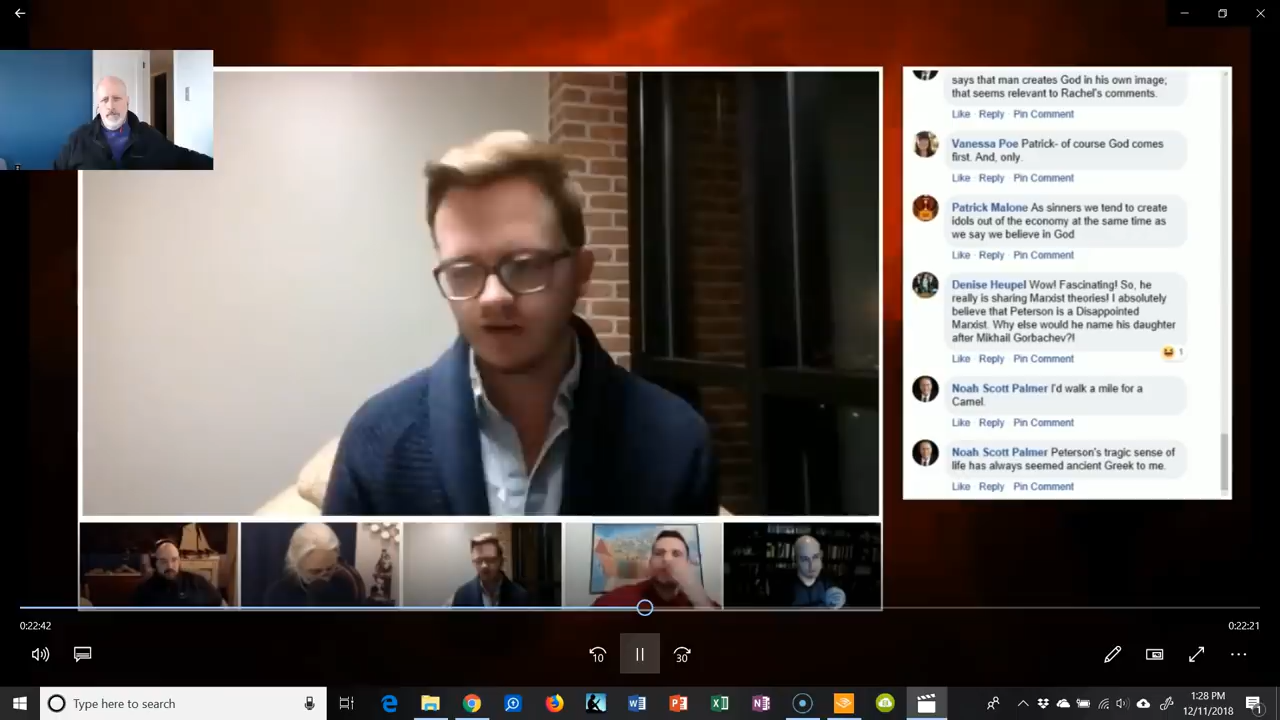 says that man creates God in his own image;
that seems relevant to Rachel's comments.
Like · Reply · Pin Comment
Vanessa Poe Patrick- of course God comes
first. And, only.
Like · Reply · Pin Comment
Patrick Malone As sinners we tend to create
idols out of the economy at the same time as
we say we believe in God
Like · Reply · Pin Comment
Denise Heupel Wow! Fascinating! So, he
really is sharing Marxist theories! I absolutely
believe that Peterson is a Disappointed
Marxist. Why else would he name his daughter
after Mikhail Gorbachev?!
1
Like · Reply · Pin Comment
Noah Scott Palmer I'd walk a mile for a
Camel.
Like · Reply · Pin Comment
Noah Scott Palmer Peterson's tragic sense of
life has always seemed ancient Greek to me.
Like · Reply · Pin Comment
0:22:42
0:22:21
10
30
Type here to search
1:28 PM
12/11/2018